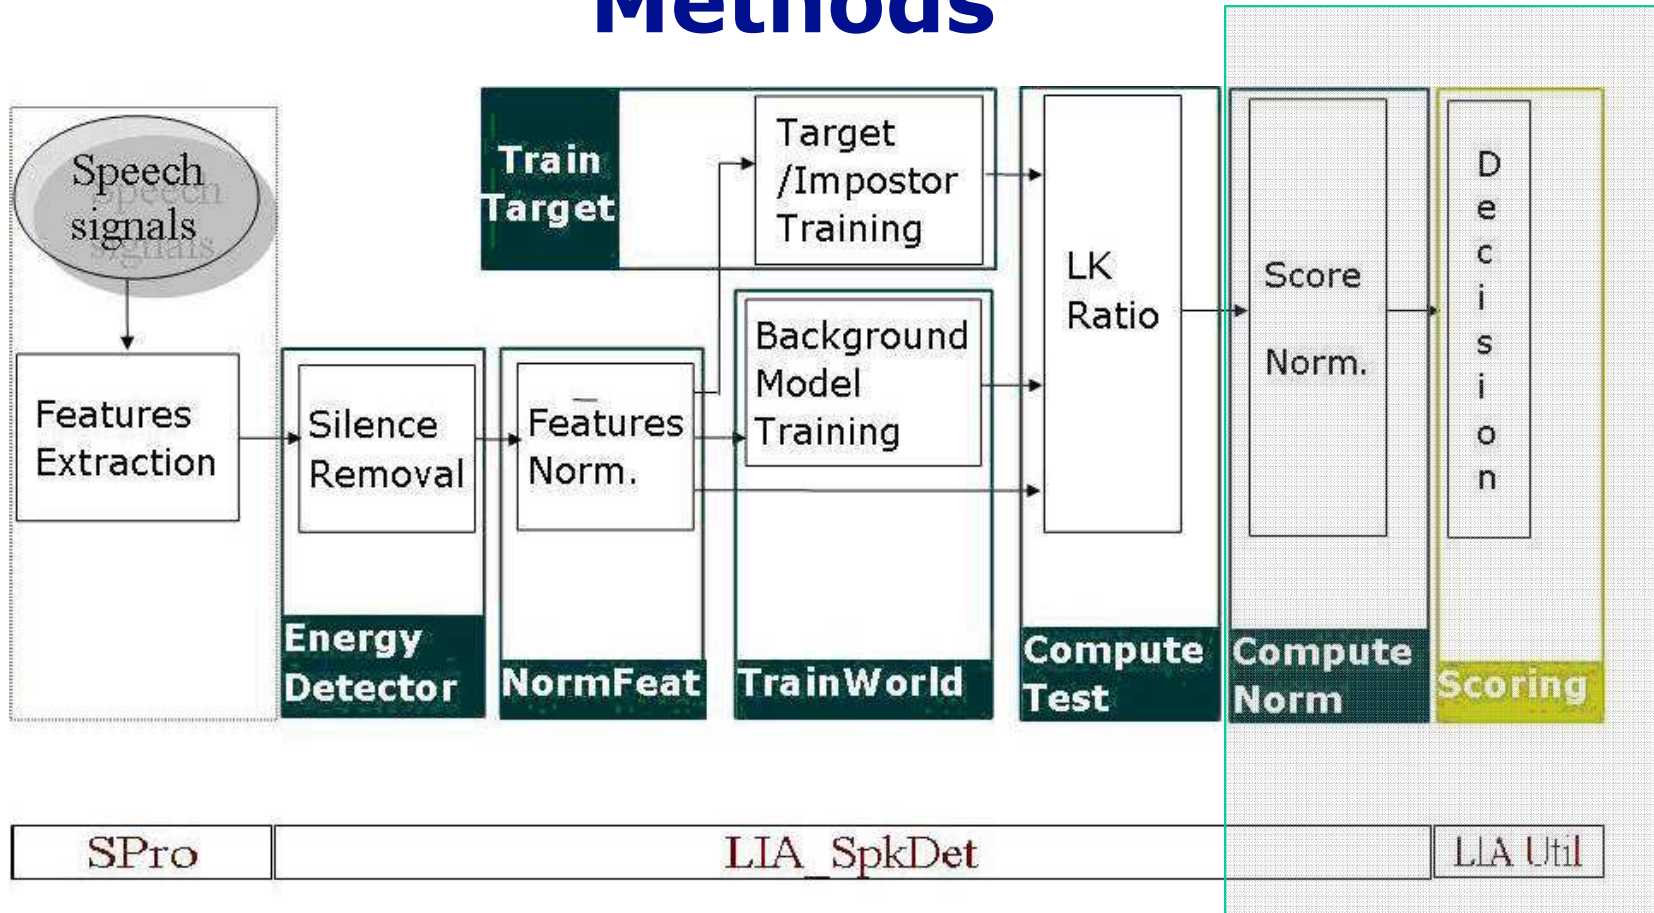 Methods
Speech
signals
Features
Extraction
Silence
Removal
Energy
Detector
Features
Norm.
NormFeat
Train
Target
Target
/Impostor
Training
Background
Model
Training
TrainWorld
LK
Ratio
Compute
Test
Score
Norm.
Compute
Norm
D
e
c
i
s
i
o
n
Scoring
SPro
LIA_SpkDet
LIA Util